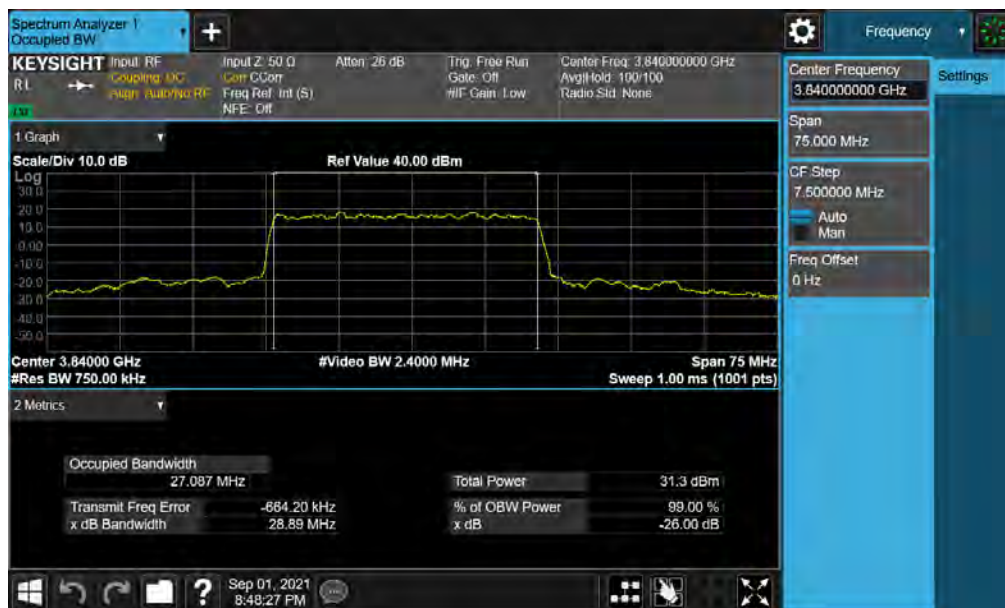 Spectrum Analyzer 1
Occupied BW
+
Frequency
KEYSIGHT Input: RF
RL
Coupling: DC
Align: Auto/No RF
Input Z: 50 Ω
Corr CCorr
Freq Ref: Int (S)
NFE: Off
Atten: 26 dB
Trig: Free Run
Gate: Off
#IF Gain: Low
Center Freq: 3.840000000 GHz
Avg|Hold: 100/100
Radio Std: None
Center Frequency
3.840000000 GHz
Settings
Span
75.000 MHz
CF Step
7.500000 MHz
Auto
Man
Freq Offset
0 Hz
1 Graph
Scale/Div 10.0 dB
Ref Value 40.00 dBm
Log
30.0
20.0
10.0
0.00
-10.0
-20.0
-30.0
-40.0
-50.0
Center 3.84000 GHz
#Video BW 2.4000 MHz
Span 75 MHz
#Res BW 750.00 kHz
Sweep 1.00 ms (1001 pts)
2 Metrics
Occupied Bandwidth
27.087 MHz
Total Power 31.3 dBm
Transmit Freq Error -664.20 kHz
% of OBW Power 99.00 %
x dB Bandwidth 28.89 MHz
x dB -26.00 dB
?
Sep 01, 2021
8:48:27 PM